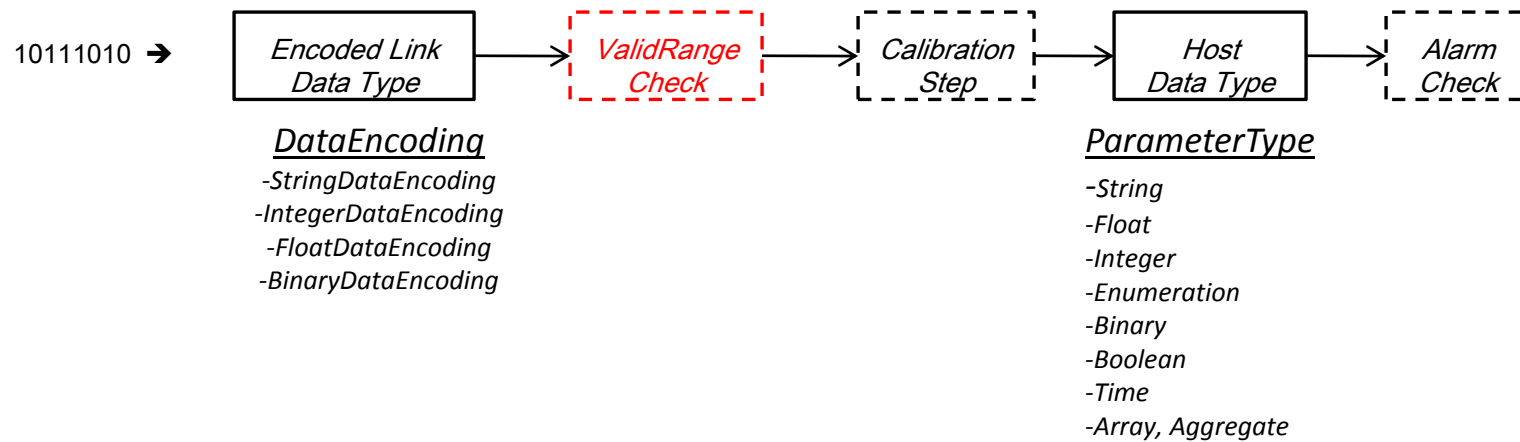 10111010 ➔
Encoded Link
Data Type
ValidRange
Check
Calibration
Step
Host
Data Type
Alarm
Check
DataEncoding
-StringDataEncoding
-IntegerDataEncoding
-FloatDataEncoding
-BinaryDataEncoding
ParameterType
-String
-Float
-Integer
-Enumeration
-Binary
-Boolean
-Time
-Array, Aggregate